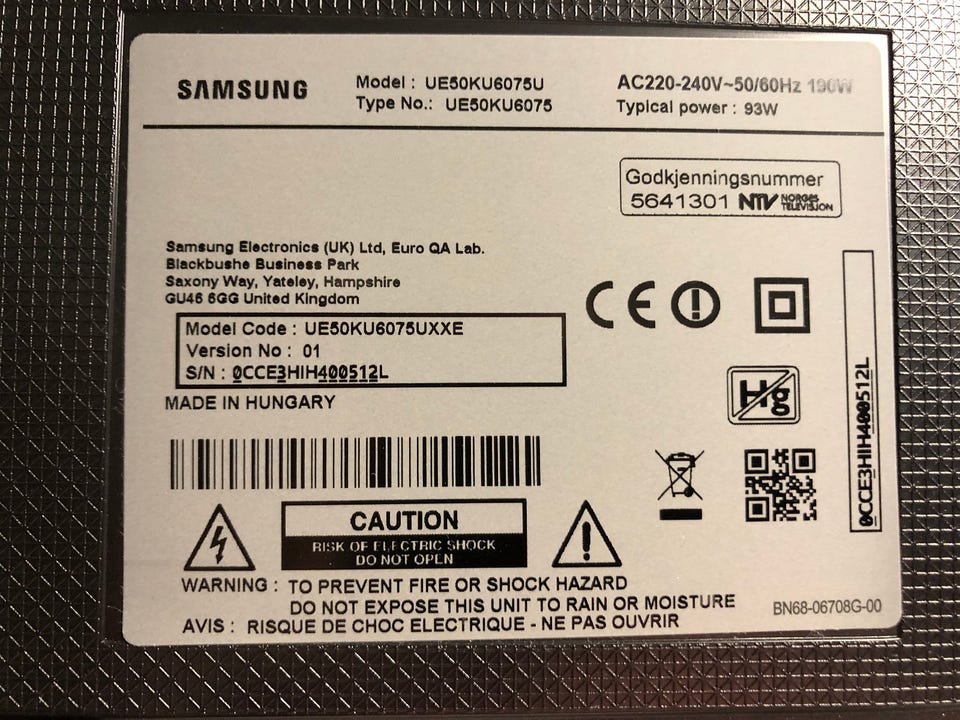 SAMSUNG
Model : UE50KU6075U
Type No.: UE50KU6075
AC220-240V~50/60Hz 190W
Typical power : 93W
Godkjenningsnummer
5641301 NTV NORGES TELEVISJON
Samsung Electronics (UK) Ltd, Euro QA Lab.
Blackbushe Business Park
Saxony Way, Yateley, Hampshire
GU46 6GG United Kingdom
Model Code : UE50KU6075UXXE
Version No : 01
S/N : 0CCE3HIH400512L
MADE IN HUNGARY
CE
Hg
0CCE3HIH400512L
CAUTION
RISK OF ELECTRIC SHOCK
DO NOT OPEN
WARNING : TO PREVENT FIRE OR SHOCK HAZARD
DO NOT EXPOSE THIS UNIT TO RAIN OR MOISTURE
AVIS : RISQUE DE CHOC ELECTRIQUE - NE PAS OUVRIR
BN68-06708G-00